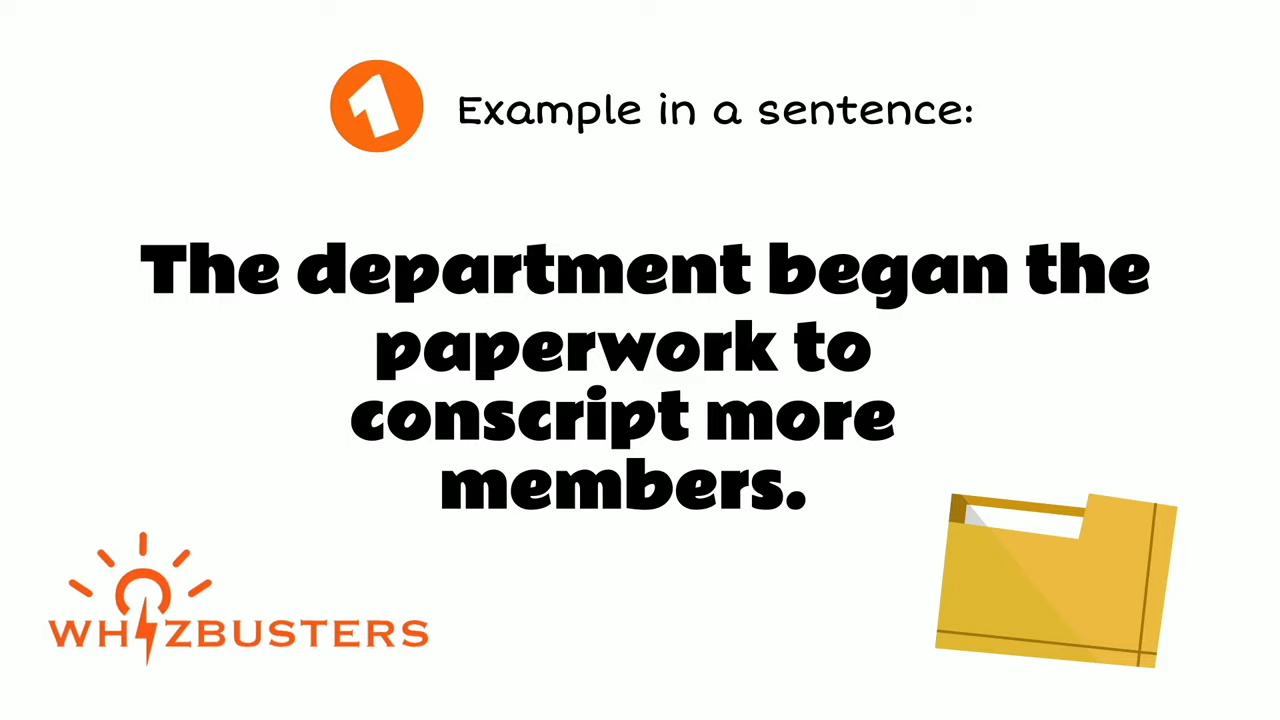 1 Example in a sentence:
The department began the
paperwork to
conscript more
members.
WHIZBUSTERS